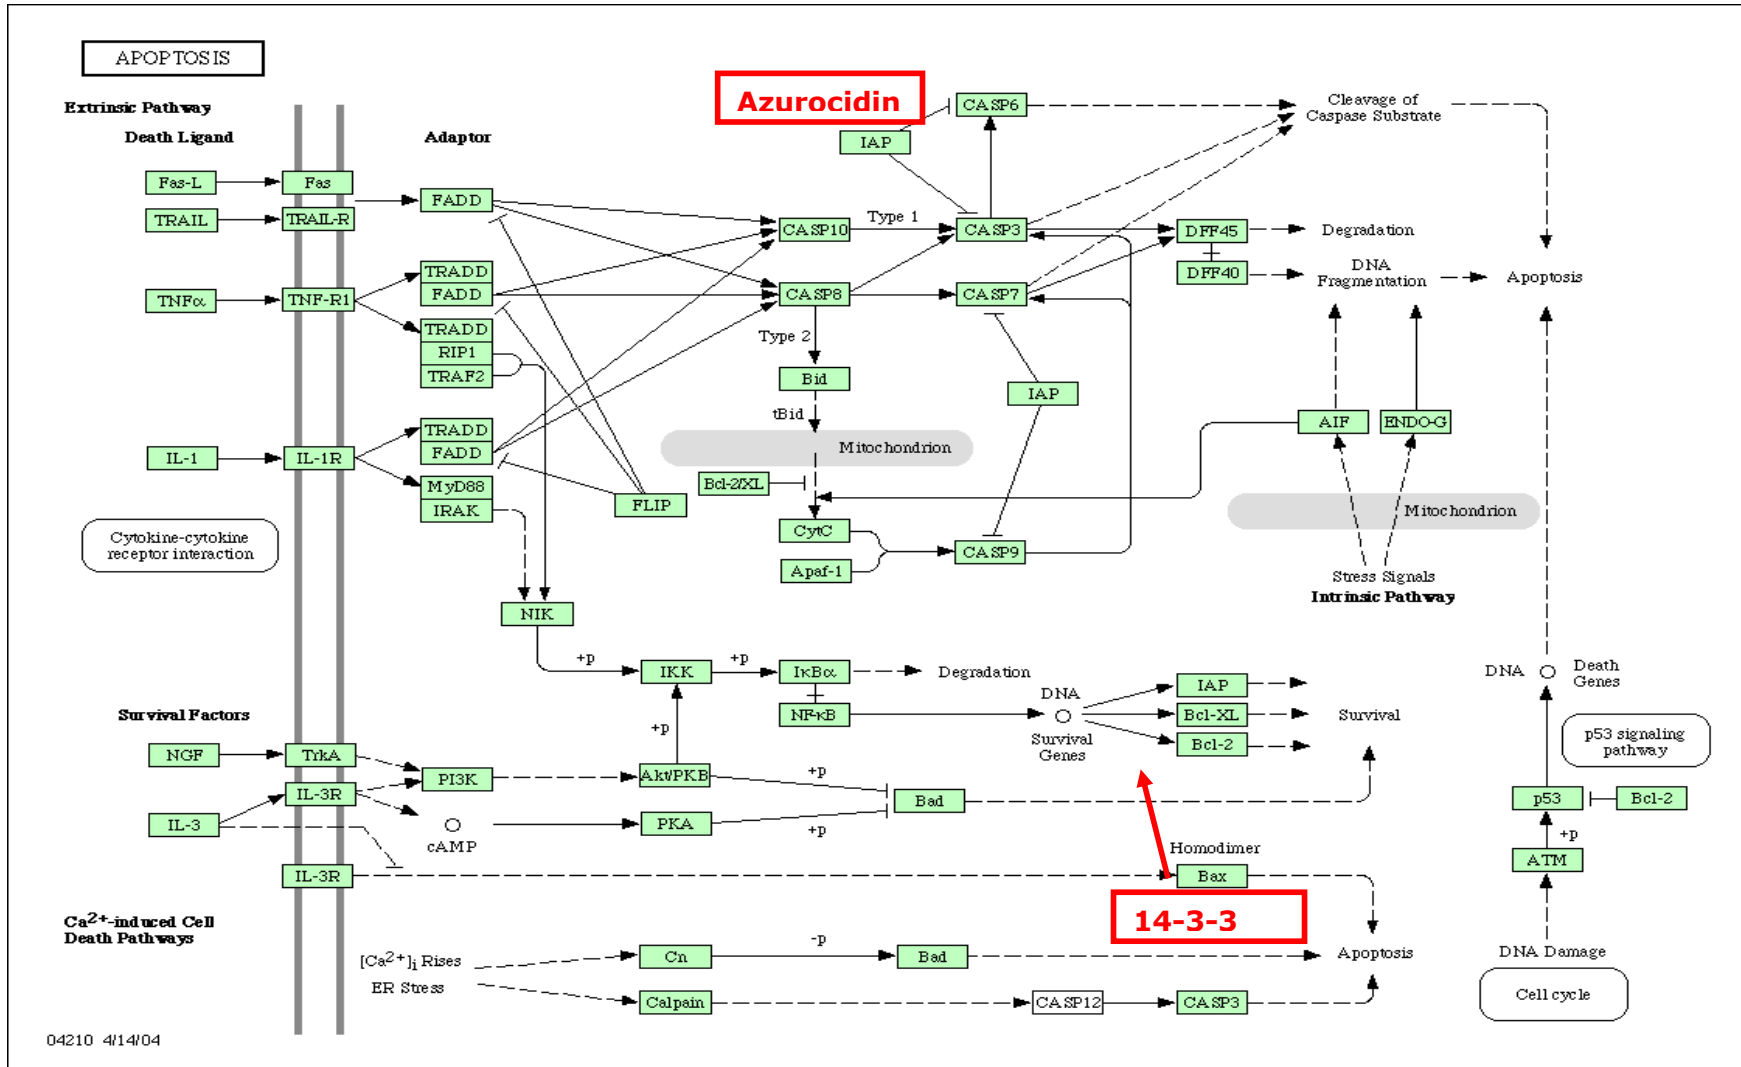 APOPTOSIS
Extrinsic Pathway
Death Ligand
Adaptor
Azurocidin
CASP6
IAP
Cleavage of
Caspase Substrate
Fas-L
Fas
TRAIL
TRAIL-R
FADD
CASP10
Type 1
CASP3
DFF45
Degradation
DFF40
DNA
Fragmentation
Apoptosis
TNFα
TNF-R1
TRADD
FADD
CASP8
CASP7
TRADD
RIP1
TRAF2
Type 2
Bid
tBid
IAP
Mitochondrion
AIF
ENDO-G
IL-1
IL-1R
TRADD
FADD
MyD88
IRAK
FLIP
Bcl-2/XL
CytC
Apaf-1
CASP9
Mitochondrion
Stress Signals
Intrinsic Pathway
Cytokine-cytokine
receptor interaction
NIK
+p
IKK
+p
IκBα
Degradation
NF-κB
DNA
Survival
Genes
IAP
Bcl-XL
Bcl-2
Survival
DNA
Death
Genes
p53 signaling
pathway
Survival Factors
NGF
TrkA
PI3K
+p
Akt/PKB
+p
Bad
IL-3R
IL-3
cAMP
PKA
+p
p53
Bcl-2
+p
ATM
IL-3R
Homodimer
Bax
14-3-3
Ca2+-induced Cell
Death Pathways
[Ca2+]i Rises
ER Stress
Cn
-p
Bad
Apoptosis
Calpain
CASP12
CASP3
DNA Damage
Cell cycle
04210 4/14/04